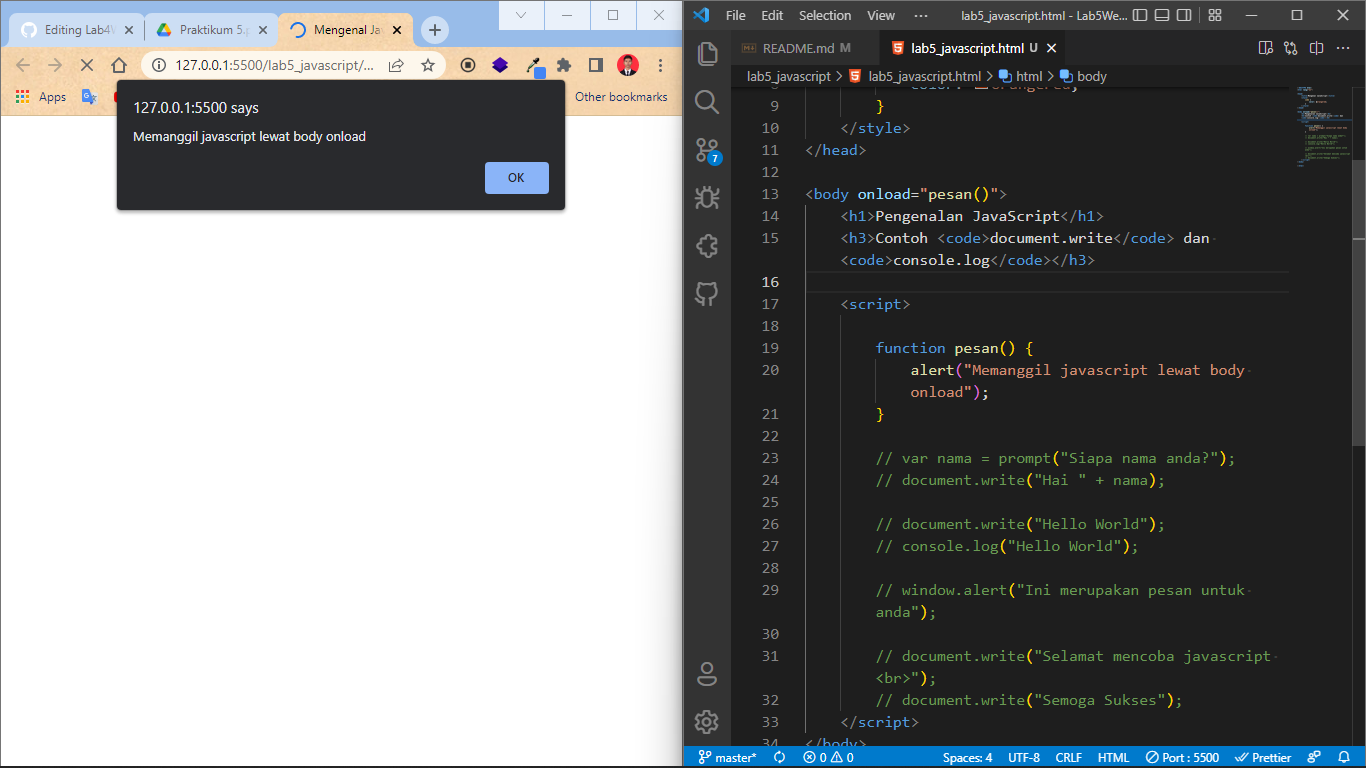 Editing Lab4W
Praktikum 5.p
Mengenal Jav
127.0.0.1:5500/lab5_javascript/...
Apps
Other bookmarks
127.0.0.1:5500 says
Memanggil javascript lewat body onload
OK
File Edit Selection View ··· lab5_javascript.html - Lab5We...
README.md M
lab5_javascript.html U
lab5_javascript > lab5_javascript.html > html > body
7
9 }
10 </style>
11 </head>
12
13 <body onload="pesan()">
14 <h1>Pengenalan JavaScript</h1>
15 <h3>Contoh <code>document.write</code> dan
<code>console.log</code></h3>
16
17 <script>
18
19 function pesan() {
20 alert("Memanggil javascript lewat body
onload");
21 }
22
23 // var nama = prompt("Siapa nama anda?");
24 // document.write("Hai " + nama);
25
26 // document.write("Hello World");
27 // console.log("Hello World");
28
29 // window.alert("Ini merupakan pesan untuk
anda");
30
31 // document.write("Selamat mencoba javascript
<br>");
32 // document.write("Semoga Sukses");
33 </script>
34 </body>
master* 0 0 Spaces: 4 UTF-8 CRLF HTML Port : 5500 Prettier